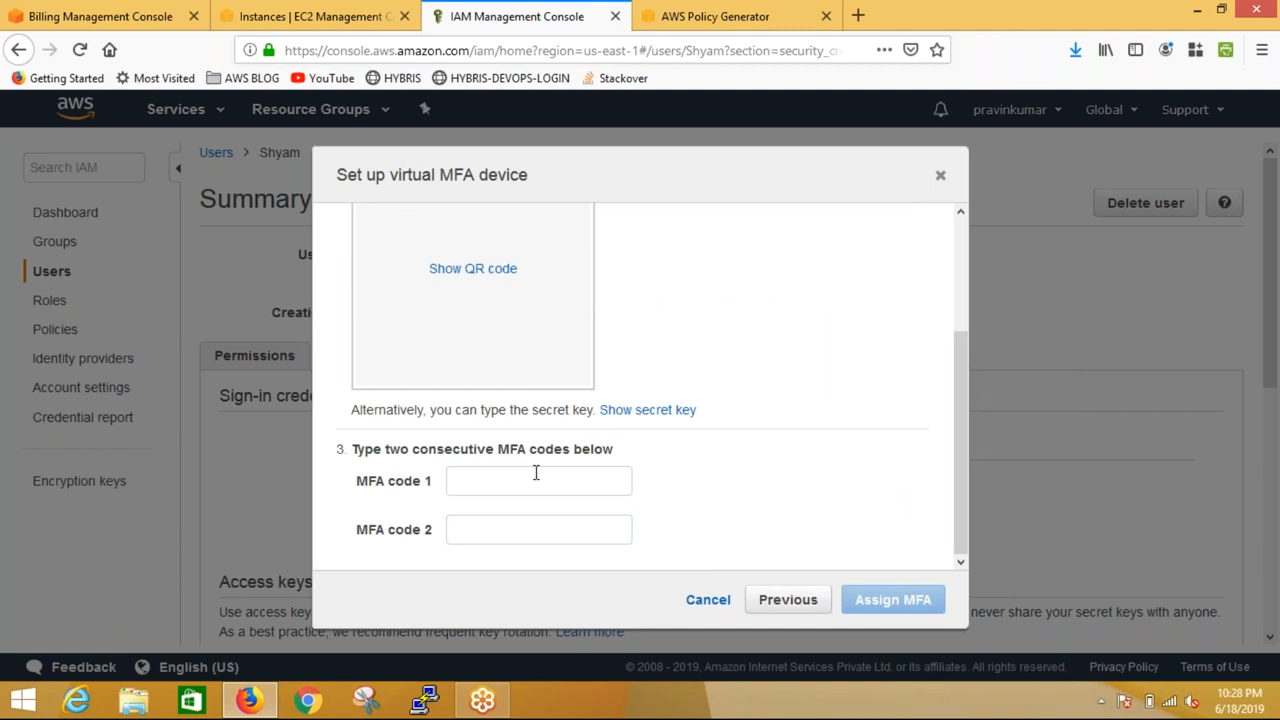 Billing Management Console
Instances | EC2 Management C
IAM Management Console
AWS Policy Generator
https://console.aws.amazon.com/iam/home?region=us-east-1#/users/Shyam?section=security_cr
Getting Started
Most Visited
AWS BLOG
YouTube
HYBRIS
HYBRIS-DEVOPS-LOGIN
Stackover
aws
Services
Resource Groups
pravinkumar
Global
Support
Search IAM
Dashboard
Groups
Users
Roles
Policies
Identity providers
Account settings
Credential report
Encryption keys
Users > Shyam
Summary
Delete user
Us
Creati
Permissions
Sign-in crede
Access keys
Use access key
never share your secret keys with anyone.
As a best practice, we recommend frequent key rotation. Learn more
Set up virtual MFA device
Show QR code
Alternatively, you can type the secret key. Show secret key
3. Type two consecutive MFA codes below
MFA code 1
MFA code 2
Cancel
Previous
Assign MFA
Feedback
English (US)
© 2008 - 2019, Amazon Internet Services Private Ltd. or its affiliates. All rights reserved.
Privacy Policy
Terms of Use
10:28 PM
6/18/2019